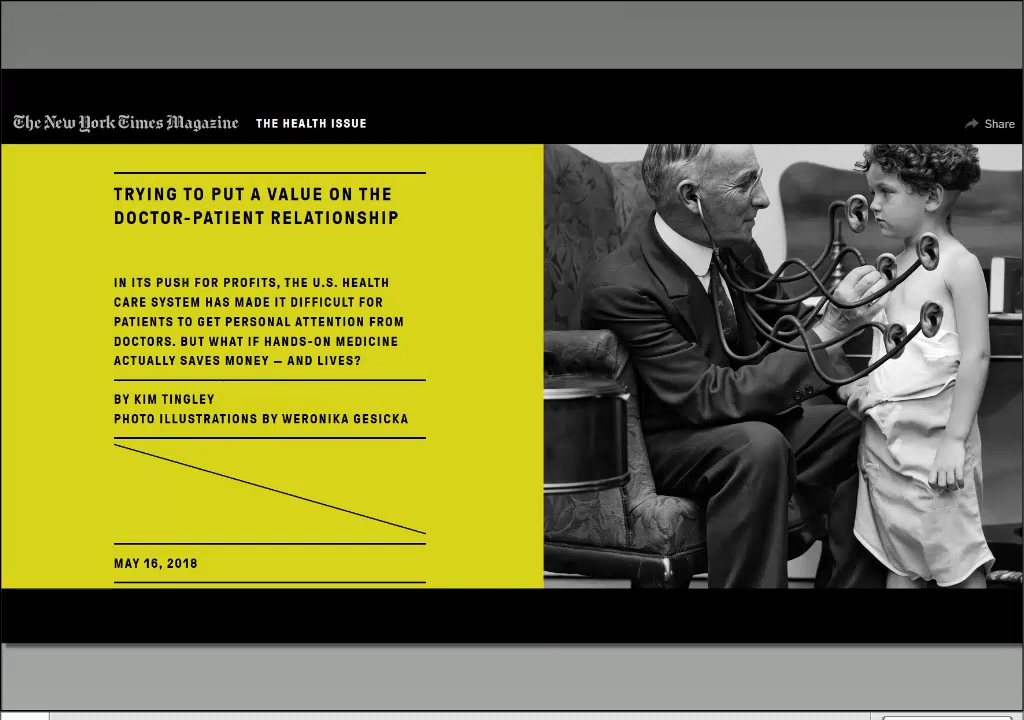 The New York Times Magazine THE HEALTH ISSUE Share
TRYING TO PUT A VALUE ON THE
DOCTOR-PATIENT RELATIONSHIP
IN ITS PUSH FOR PROFITS, THE U.S. HEALTH
CARE SYSTEM HAS MADE IT DIFFICULT FOR
PATIENTS TO GET PERSONAL ATTENTION FROM
DOCTORS. BUT WHAT IF HANDS-ON MEDICINE
ACTUALLY SAVES MONEY — AND LIVES?
BY KIM TINGLEY
PHOTO ILLUSTRATIONS BY WERONIKA GESICKA
MAY 16, 2018